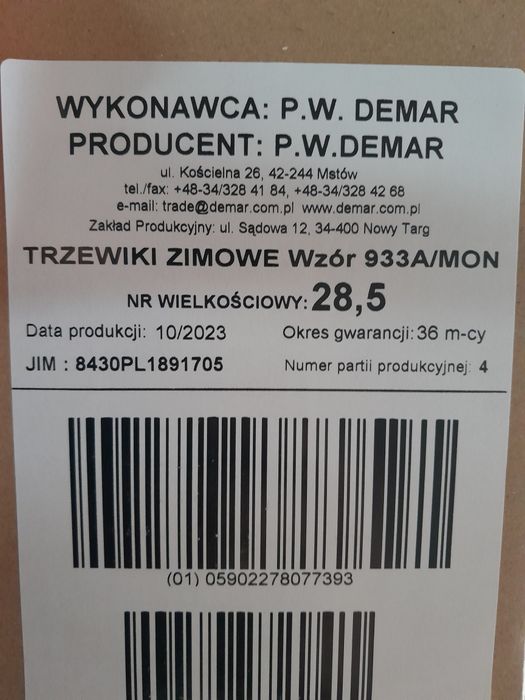 WYKONAWCA: P.W. DEMAR
PRODUCENT: P.W.DEMAR
ul. Kościelna 26, 42-244 Mstów
tel./fax: +48-34/328 41 84, +48-34/328 42 68
e-mail: trade@demar.com.pl www.demar.com.pl
Zakład Produkcyjny: ul. Sądowa 12, 34-400 Nowy Targ
TRZEWIKI ZIMOWE Wzór 933A/MON
NR WIELKOŚCIOWY: 28,5
Data produkcji: 10/2023 Okres gwarancji: 36 m-cy
JIM : 8430PL1891705 Numer partii produkcyjnej: 4
(01) 05902278077393